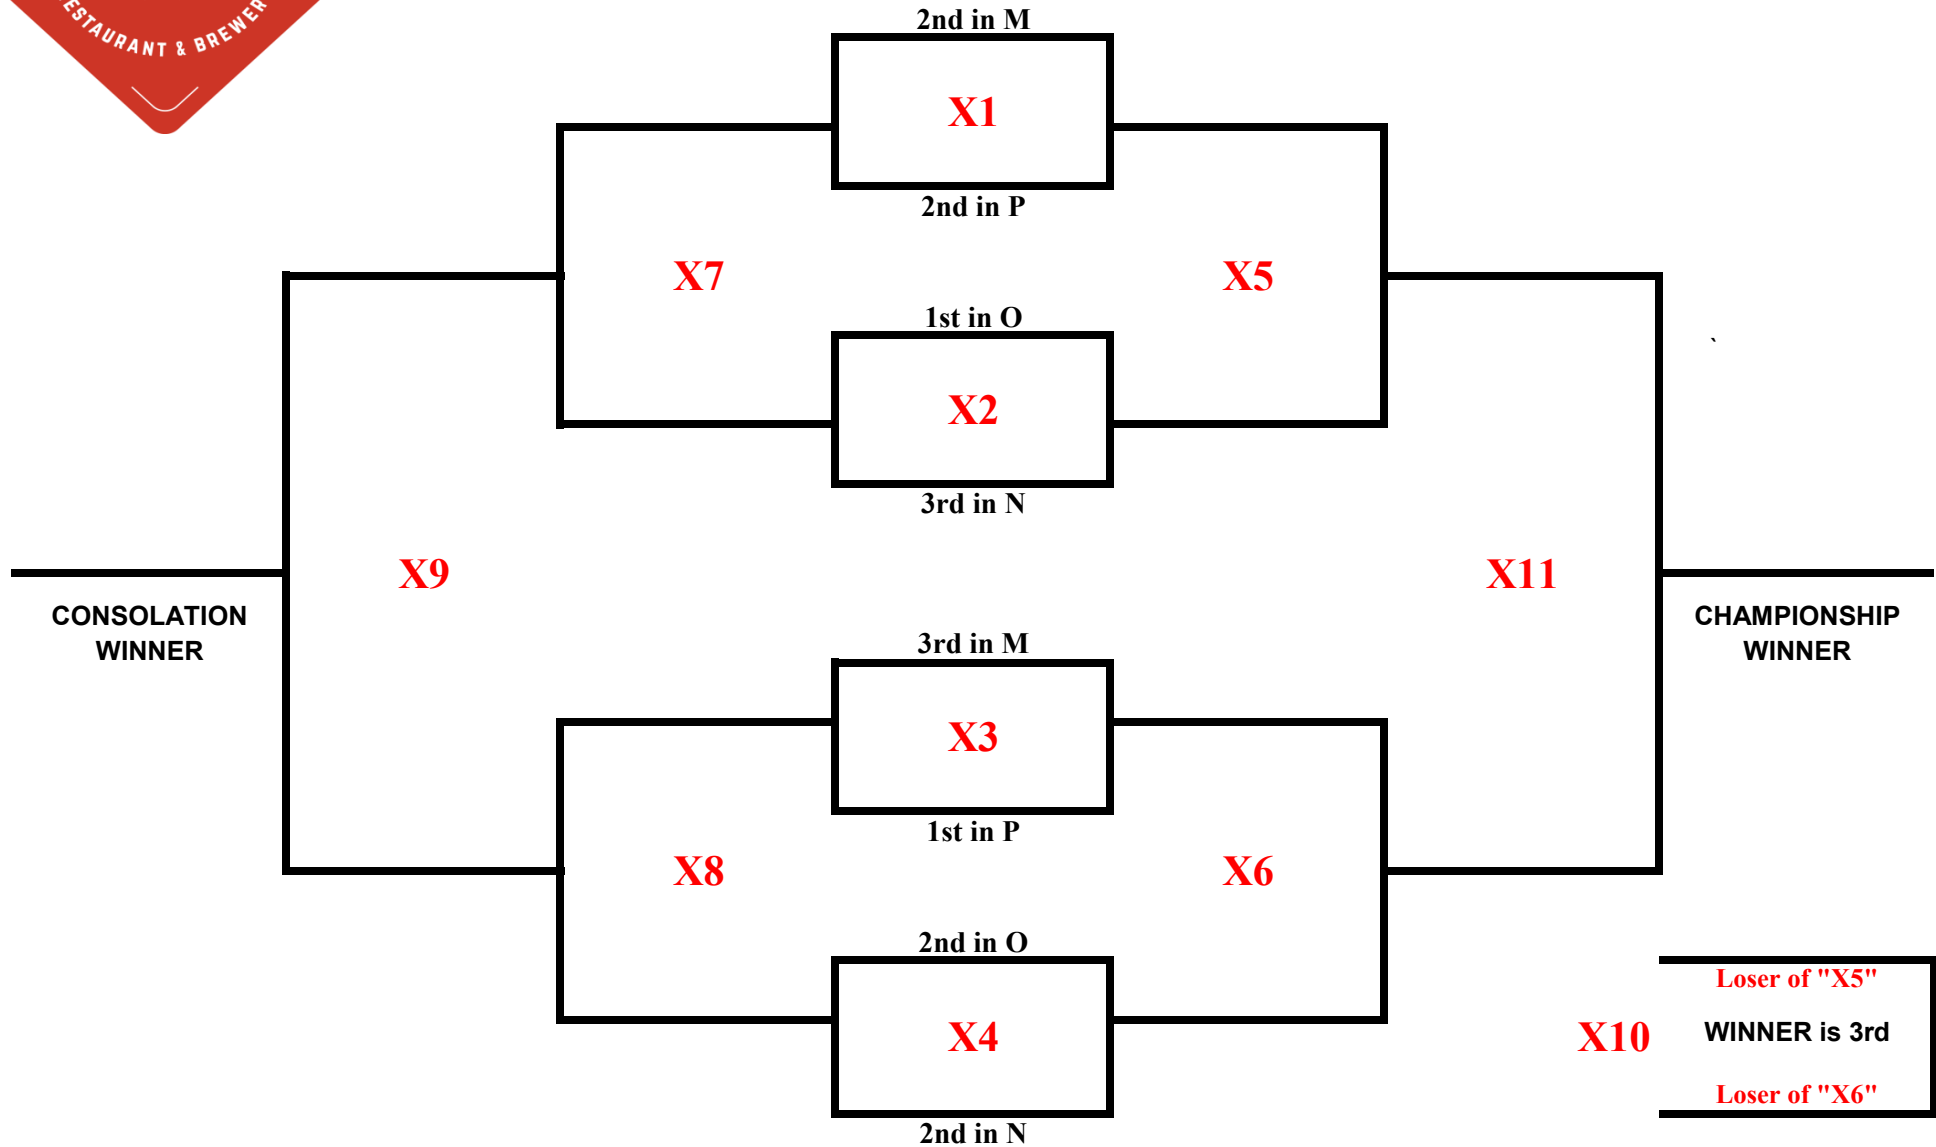 & 
2nd in M
X1
2nd in P
X7
X5
1st in O
X2
3rd in N
`
X9
X11
CONSOLATION
WINNER
CHAMPIONSHIP
WINNER
3rd in M
X3
1st in P
X8
X6
2nd in O
X4
2nd in N
X10
Loser of "X5"
WINNER is 3rd
Loser of "X6"